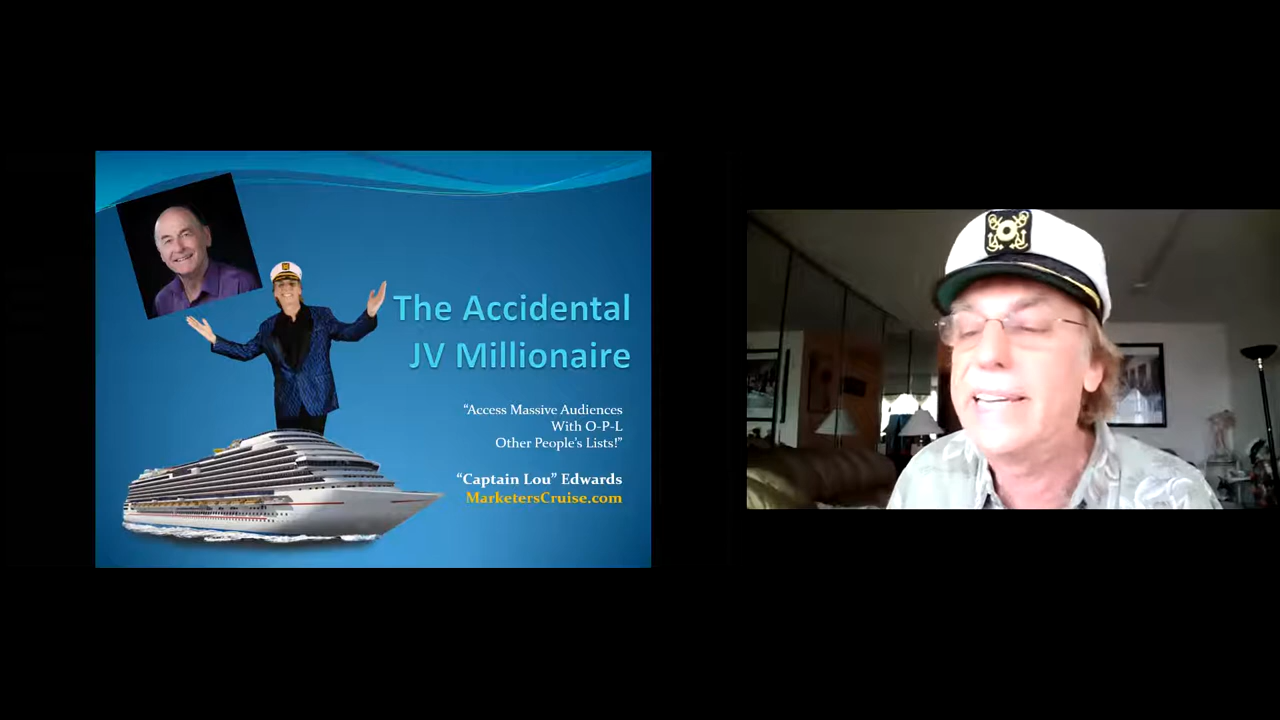 The Accidental
JV Millionaire
“Access Massive Audiences
With O-P-L
Other People’s Lists!”
“Captain Lou” Edwards
MarketersCruise.com